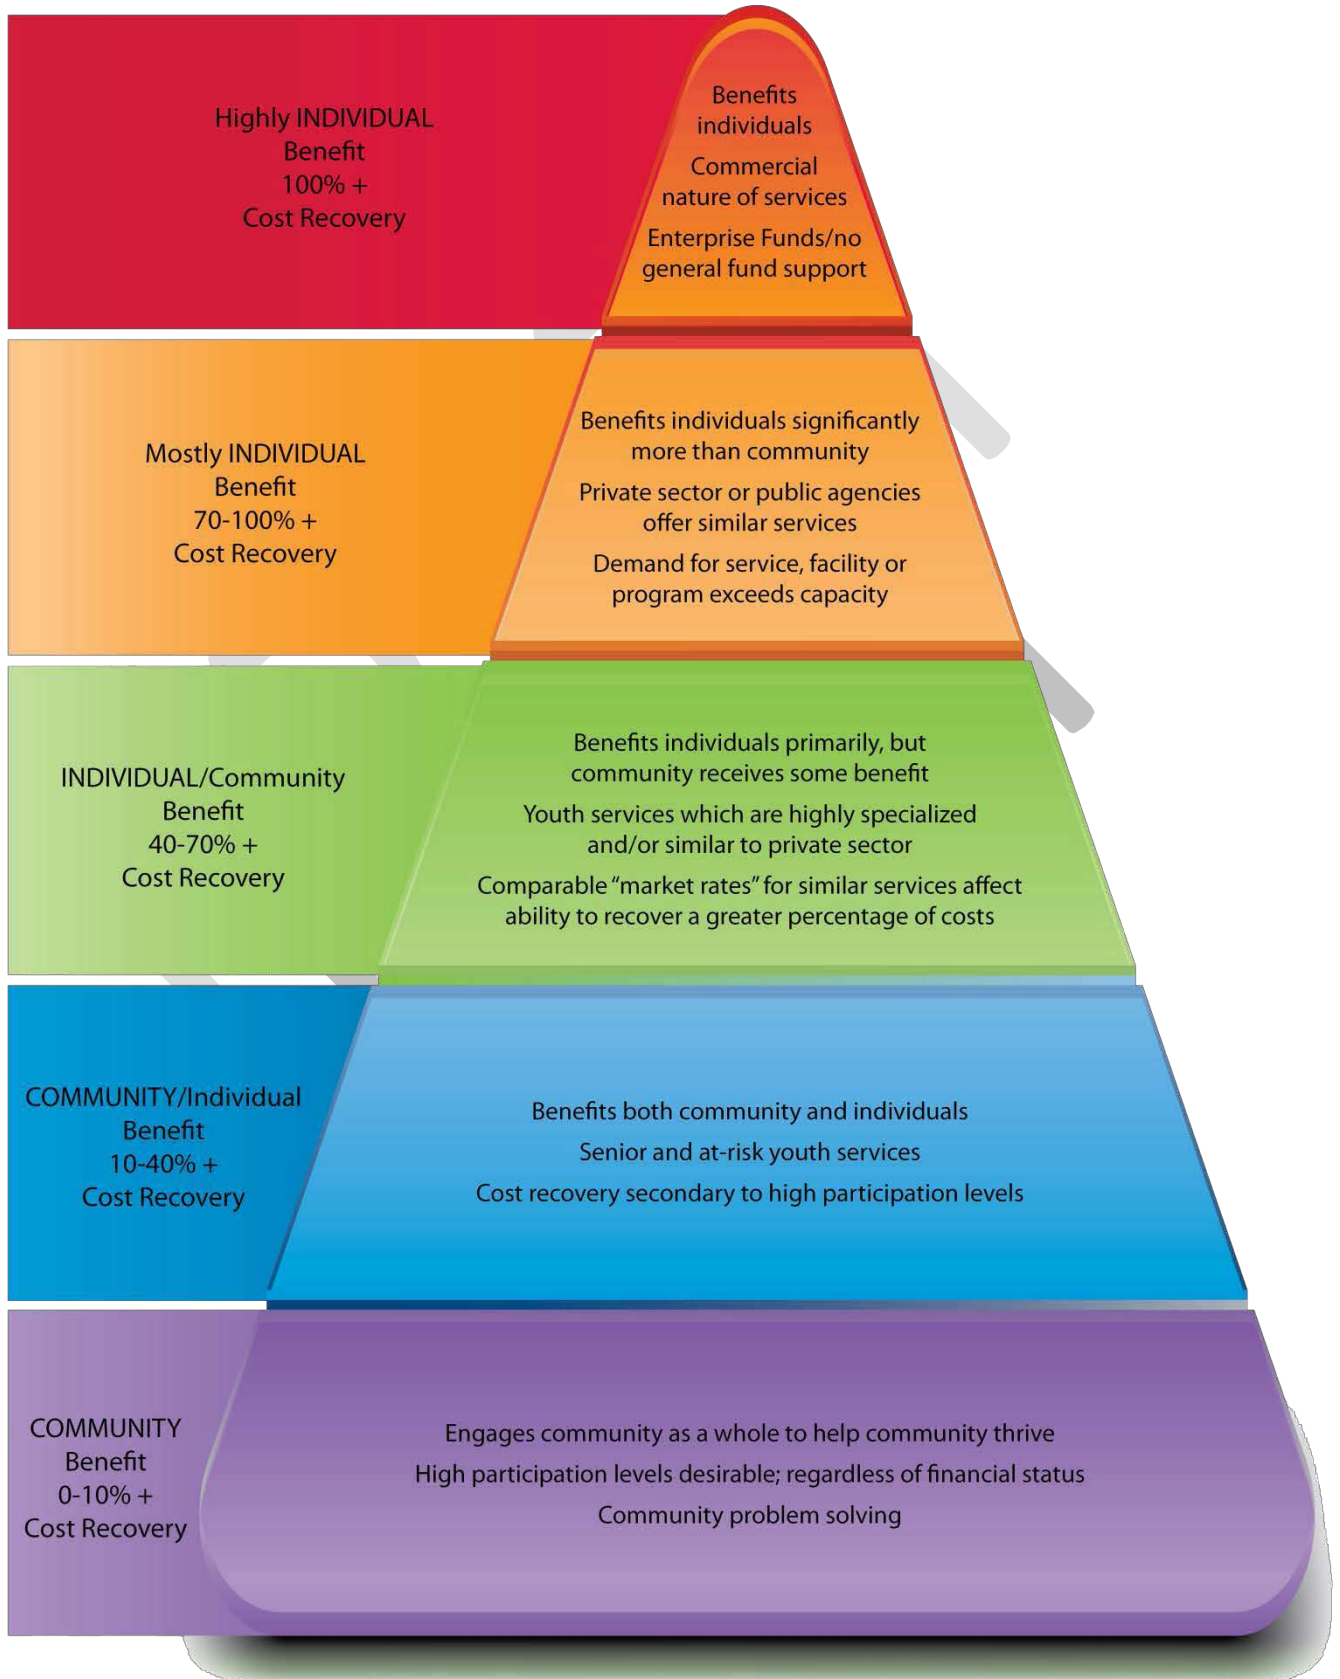 Highly INDIVIDUAL
Benefit
100% +
Cost Recovery
Benefits
individuals
Commercial
nature of services
Enterprise Funds/no
general fund support
Mostly INDIVIDUAL
Benefit
70-100% +
Cost Recovery
Benefits individuals significantly
more than community
Private sector or public agencies
offer similar services
Demand for service, facility or
program exceeds capacity
INDIVIDUAL/Community
Benefit
40-70% +
Cost Recovery
Benefits individuals primarily, but
community receives some benefit
Youth services which are highly specialized
and/or similar to private sector
Comparable “market rates” for similar services affect
ability to recover a greater percentage of costs
COMMUNITY/Individual
Benefit
10-40% +
Cost Recovery
Benefits both community and individuals
Senior and at-risk youth services
Cost recovery secondary to high participation levels
COMMUNITY
Benefit
0-10% +
Cost Recovery
Engages community as a whole to help community thrive
High participation levels desirable; regardless of financial status
Community problem solving